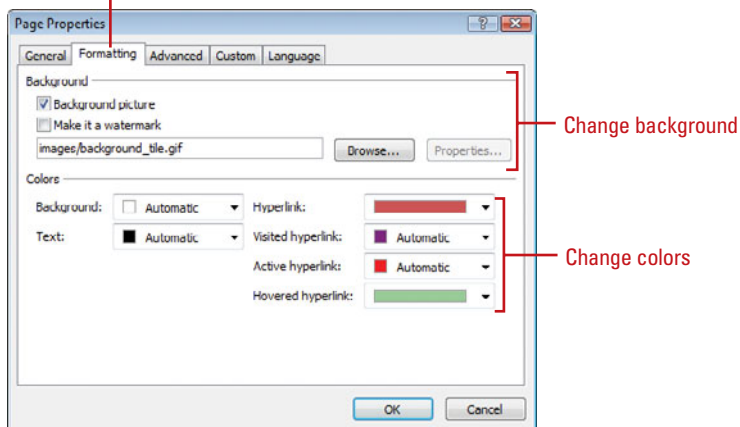 Page Properties
General Formatting Advanced Custom Language
Background
Background picture
Make it a watermark
images/background_tile.gif Browse... Properties...
Change background
Colors
Background: Automatic Hyperlink:
Text: Automatic Visited hyperlink: Automatic
Active hyperlink: Automatic
Change colors
Hovered hyperlink:
OK Cancel